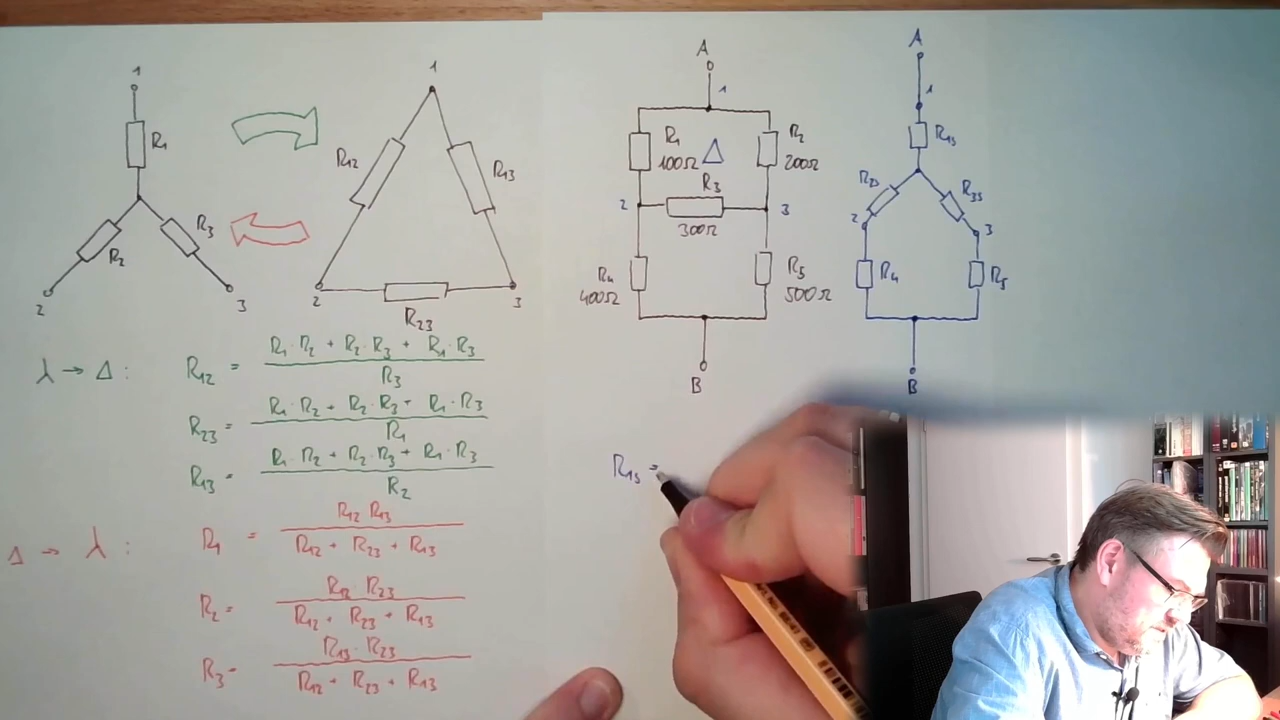 1
R₁
R₂
R₃
2
3
1
R₁₂
R₁₃
2
3
R₂₃
A
1
R₁
100Ω
Δ
R₂
200Ω
2
R₃
3
300Ω
R₄
400Ω
R₅
500Ω
B
A
1
R₁ₛ
R₂ₛ
R₃ₛ
2
3
R₄
R₅
B
⅄ → Δ :
R₁₂ = (R₁·R₂ + R₂·R₃ + R₁·R₃) / R₃
R₂₃ = (R₁·R₂ + R₂·R₃ + R₁·R₃) / R₁
R₁₃ = (R₁·R₂ + R₂·R₃ + R₁·R₃) / R₂
Δ → ⅄ :
R₁ = (R₁₂ R₁₃) / (R₁₂ + R₂₃ + R₁₃)
R₂ = (R₁₂·R₂₃) / (R₁₂ + R₂₃ + R₁₃)
R₃ = (R₁₃·R₂₃) / (R₁₂ + R₂₃ + R₁₃)
R₁ₛ =